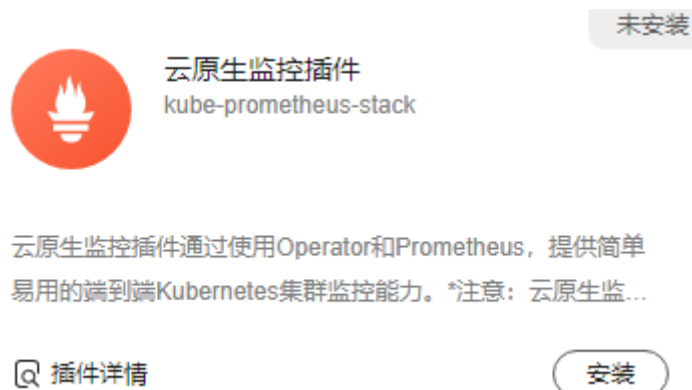 未安装
云原生监控插件
kube-prometheus-stack
云原生监控插件通过使用Operator和Prometheus，提供简单
易用的端到端Kubernetes集群监控能力。*注意：云原生监...
插件详情
安装